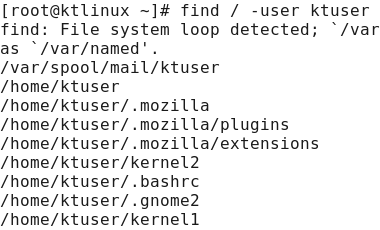 [root@ktlinux ~]# find / -user ktuser
find: File system loop detected; `/var
as `/var/named'.
/var/spool/mail/ktuser
/home/ktuser
/home/ktuser/.mozilla
/home/ktuser/.mozilla/plugins
/home/ktuser/.mozilla/extensions
/home/ktuser/kernel2
/home/ktuser/.bashrc
/home/ktuser/.gnome2
/home/ktuser/kernel1